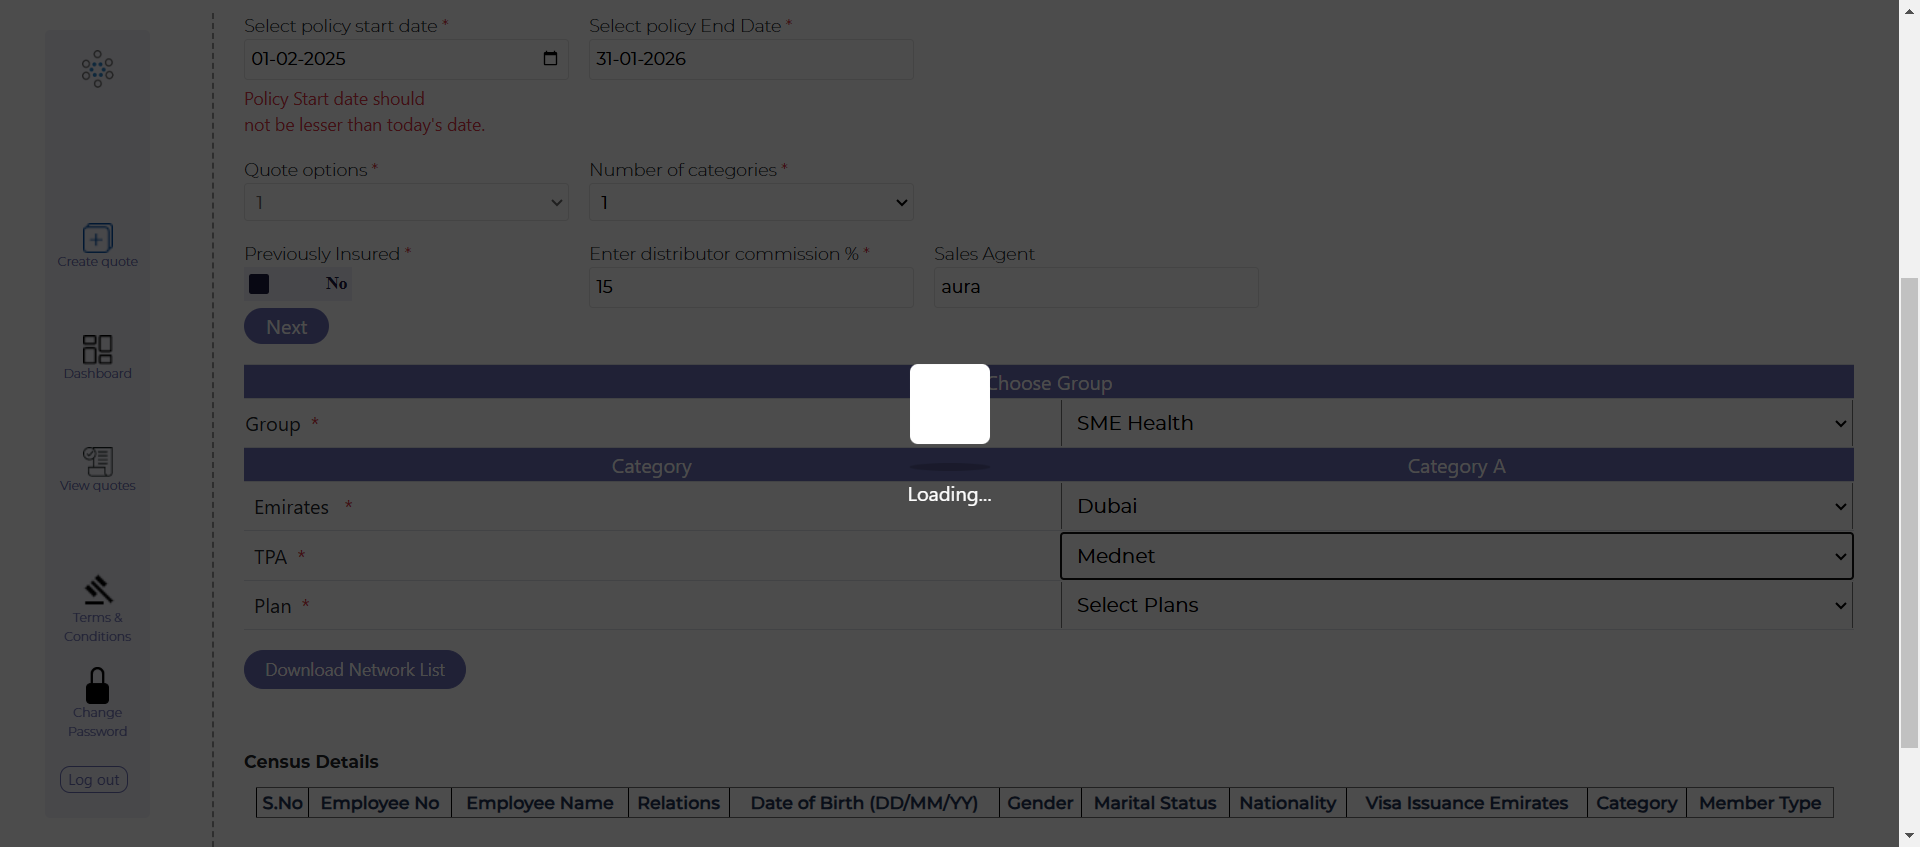 Select policy start date *
Select policy End Date *
01-02-2025
31-01-2026
Policy Start date should
not be lesser than today's date.
Quote options *
Number of categories *
1
1
Previously Insured *
Enter distributor commission % *
Sales Agent
No
15
aura
Next
Choose Group
Group *
SME Health
Category
Category A
Loading...
Emirates *
Dubai
TPA *
Mednet
Plan *
Select Plans
Download Network List
Census Details
S.No
Employee No
Employee Name
Relations
Date of Birth (DD/MM/YY)
Gender
Marital Status
Nationality
Visa Issuance Emirates
Category
Member Type
Create quote
Dashboard
View quotes
Terms &
Conditions
Change
Password
Log out